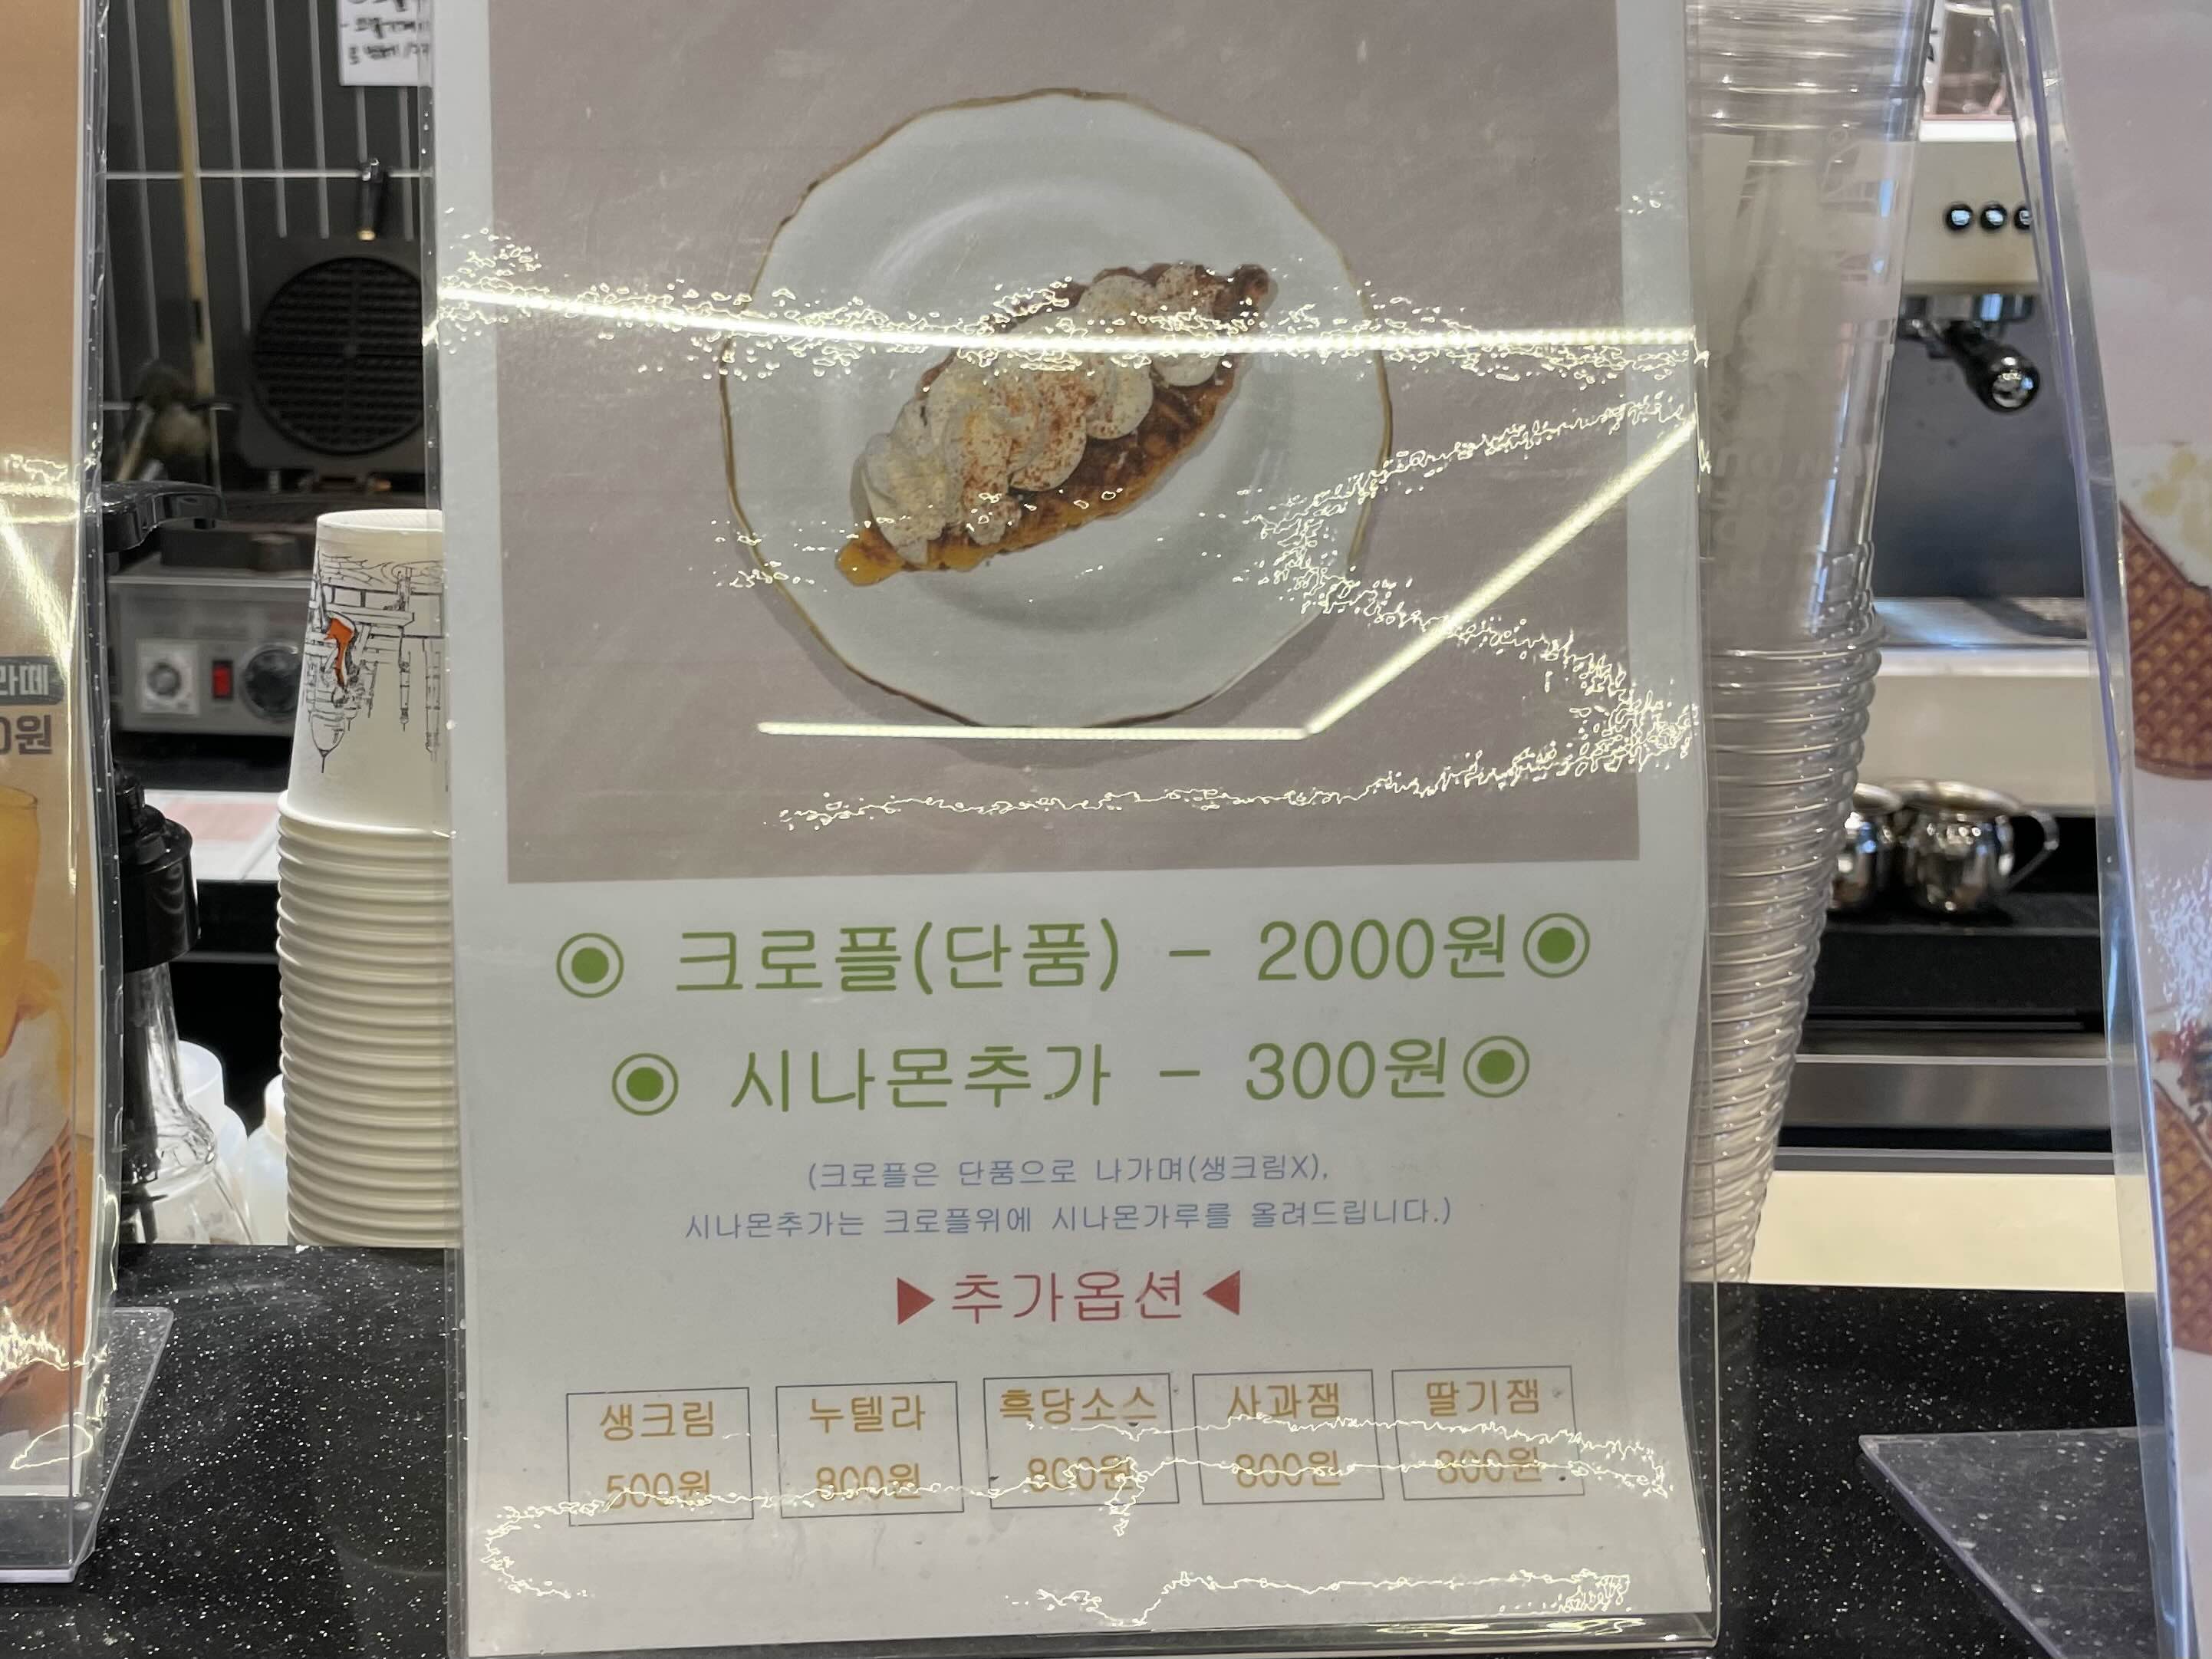 라떼
0원
◉ 크로플(단품) - 2000원◉
◉ 시나몬추가 - 300원◉
(크로플은 단품으로 나가며(생크림X),
시나몬추가는 크로플위에 시나몬가루를 올려드립니다.)
▶추가옵션◀
생크림 누텔라 흑당소스 사과잼 딸기잼
500원 800원 800원 800원 800원